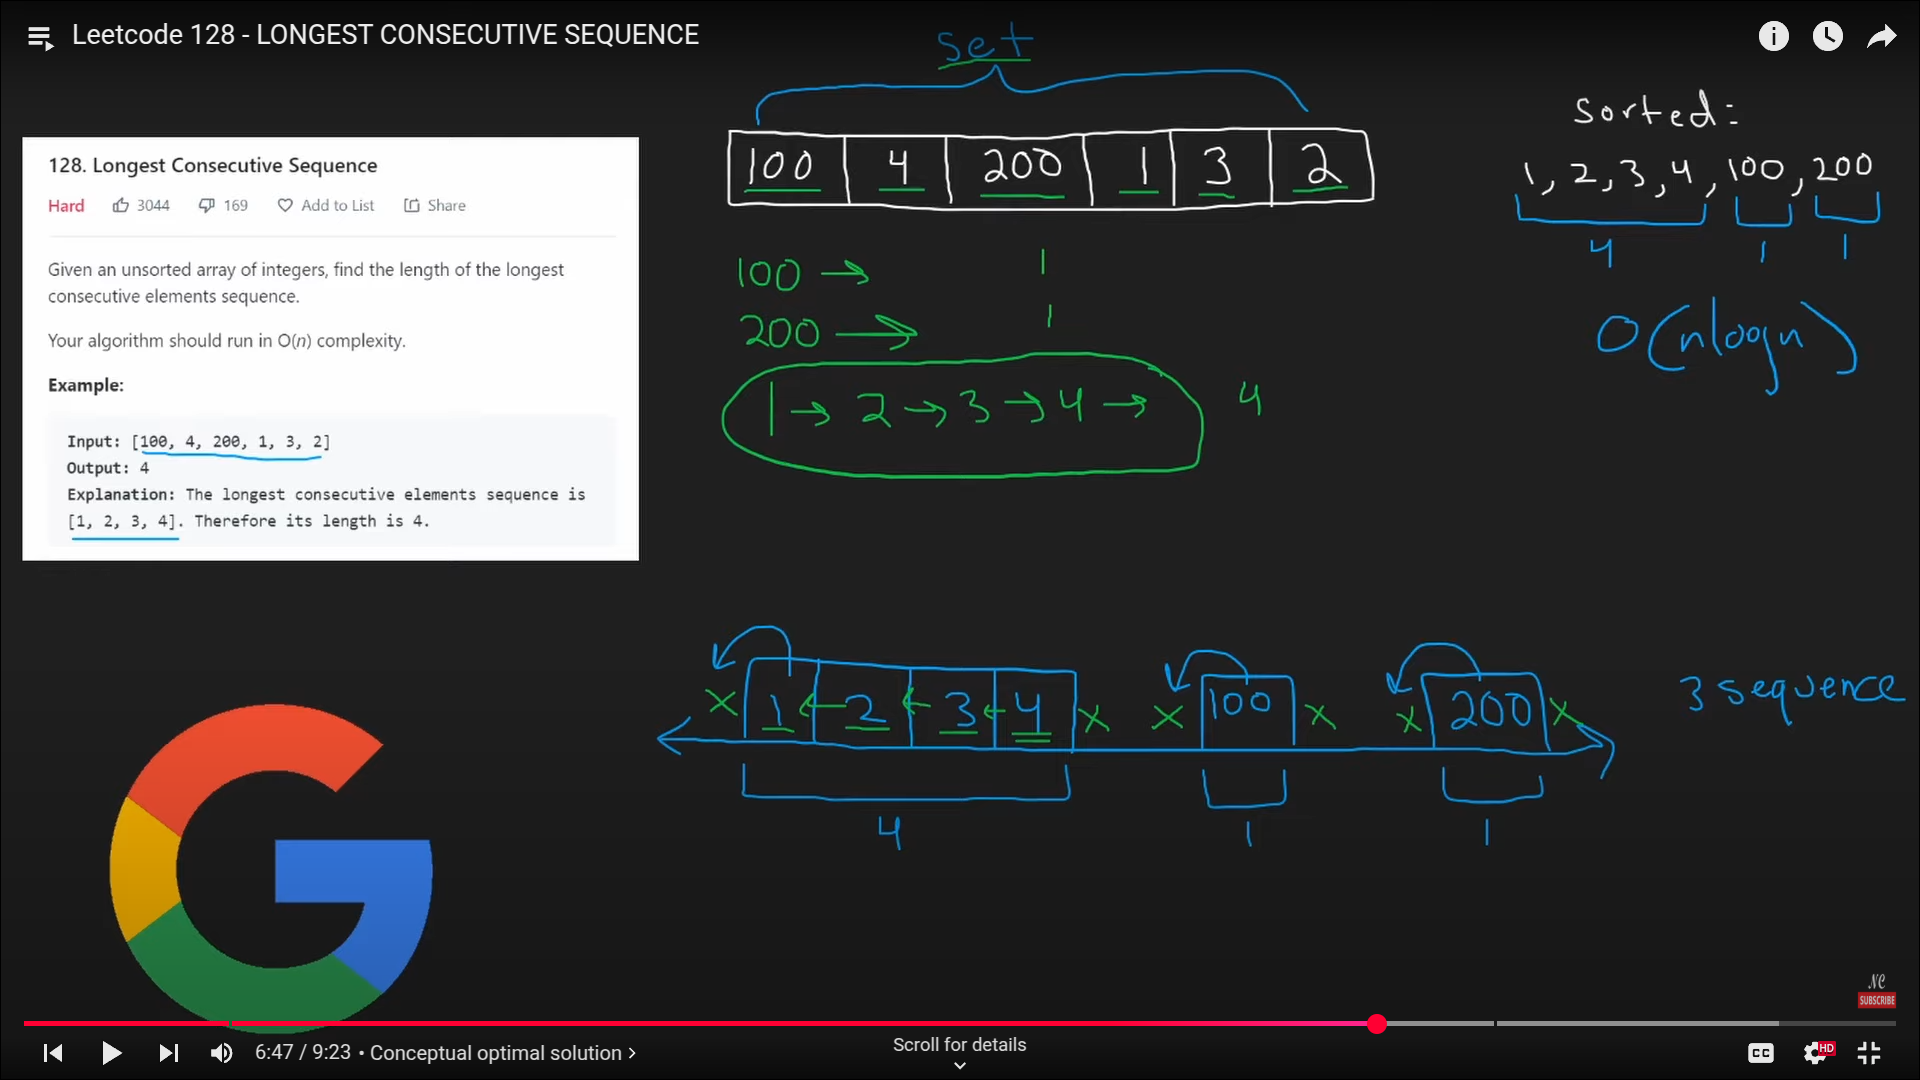 Leetcode 128 - LONGEST CONSECUTIVE SEQUENCE
set
100 4 200 1 3 2
sorted:
1, 2, 3, 4, 100, 200
4 1 1
O(nlogn)
128. Longest Consecutive Sequence
Hard 3044 169 Add to List Share
Given an unsorted array of integers, find the length of the longest
consecutive elements sequence.
Your algorithm should run in O(n) complexity.
Example:
Input: [100, 4, 200, 1, 3, 2]
Output: 4
Explanation: The longest consecutive elements sequence is
[1, 2, 3, 4]. Therefore its length is 4.
100 → 1
200 → 1
1 → 2 → 3 → 4 → 4
x 1 ← 2 ← 3 ← 4 x x 100 x x 200 x
3 sequence
4 1 1
NC
SUBSCRIBE
6:47 / 9:23 • Conceptual optimal solution >
Scroll for details
CC HD